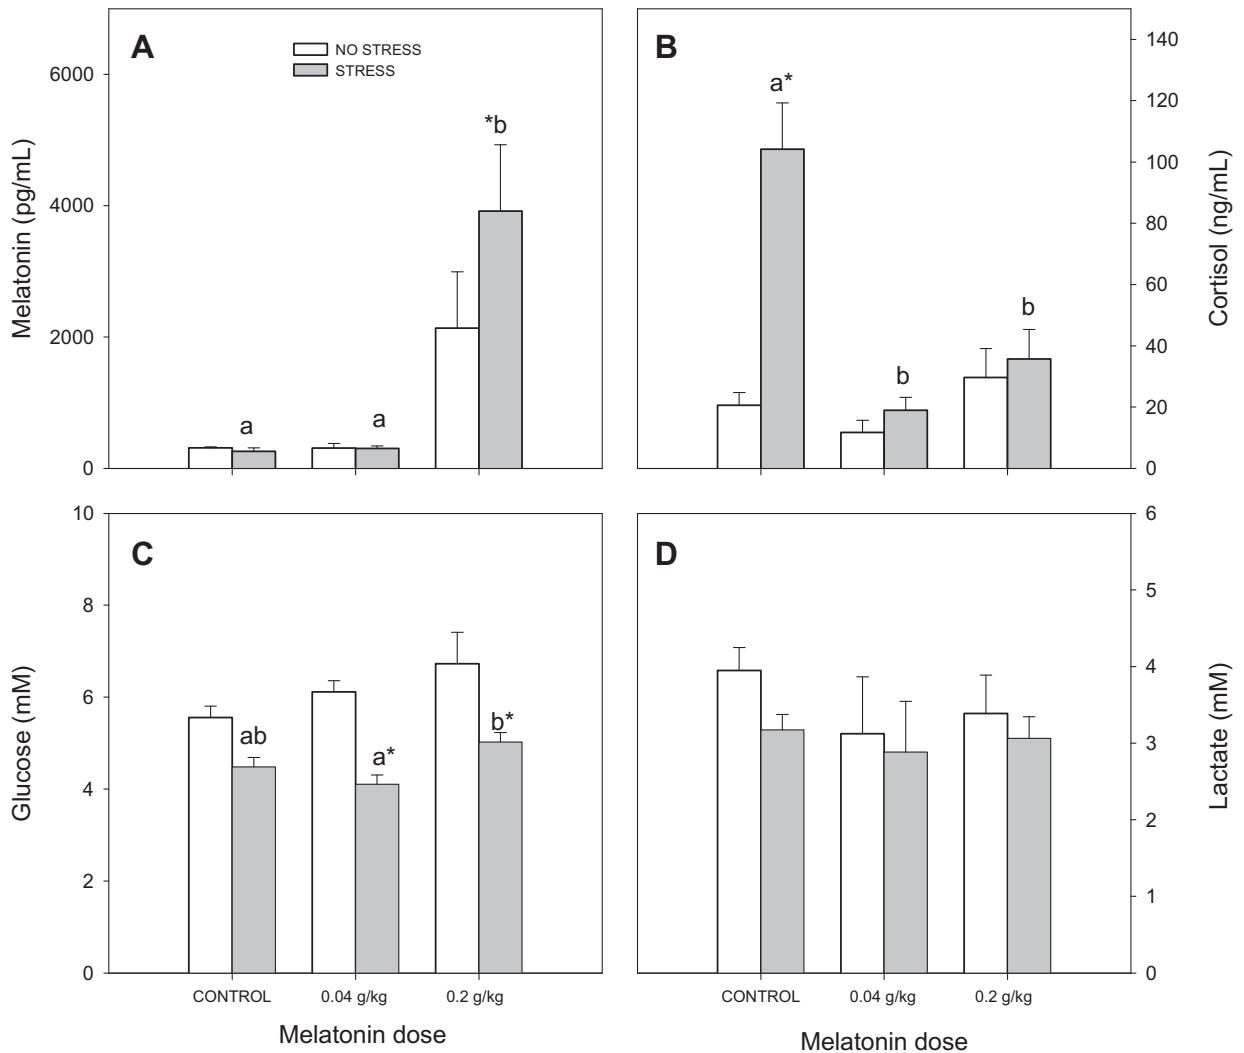 A
NO STRESS
STRESS
6000
4000
2000
0
Melatonin (pg/mL)
a
a
*b
B
140
120
100
80
60
40
20
0
Cortisol (ng/mL)
a*
b
b
C
10
8
6
4
2
0
Glucose (mM)
ab
a*
b*
CONTROL
0.04 g/kg
0.2 g/kg
Melatonin dose
D
6
5
4
3
2
1
0
Lactate (mM)
CONTROL
0.04 g/kg
0.2 g/kg
Melatonin dose